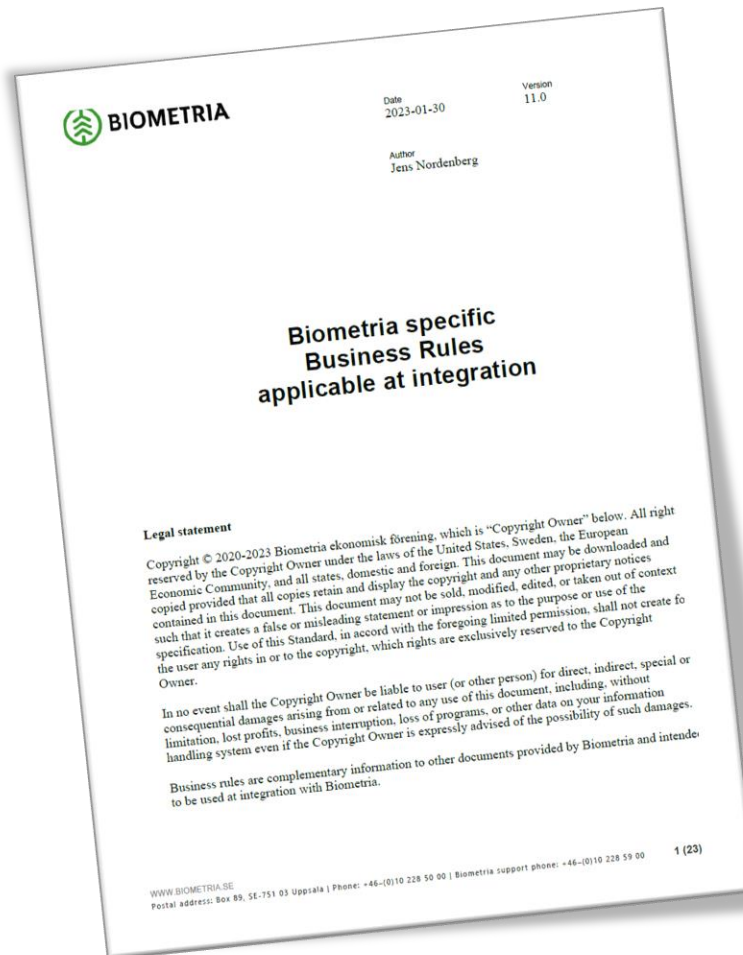 BIOMETRIA
Date
2023-01-30
Version
11.0
Author
Jens Nordenberg
Biometria specific
Business Rules
applicable at integration
Legal statement
Copyright © 2020-2023 Biometria ekonomisk förening, which is “Copyright Owner” below. All right
reserved by the Copyright Owner under the laws of the United States, Sweden, the European
Economic Community, and all states, domestic and foreign. This document may be downloaded and
copied provided that all copies retain and display the copyright and any other proprietary notices
contained in this document. This document may not be sold, modified, edited, or taken out of context
such that it creates a false or misleading statement or impression as to the purpose or use of the
specification. Use of this Standard, in accord with the foregoing limited permission, shall not create fo
the user any rights in or to the copyright, which rights are exclusively reserved to the Copyright
Owner.
In no event shall the Copyright Owner be liable to user (or other person) for direct, indirect, special or
consequential damages arising from or related to any use of this document, including, without
limitation, lost profits, business interruption, loss of programs, or other data on your information
handling system even if the Copyright Owner is expressly advised of the possibility of such damages.
Business rules are complementary information to other documents provided by Biometria and intende
to be used at integration with Biometria.
WWW.BIOMETRIA.SE
Postal address: Box 89, SE-751 03 Uppsala | Phone: +46-(0)10 228 50 00 | Biometria support phone: +46-(0)10 228 59 00
1 (23)